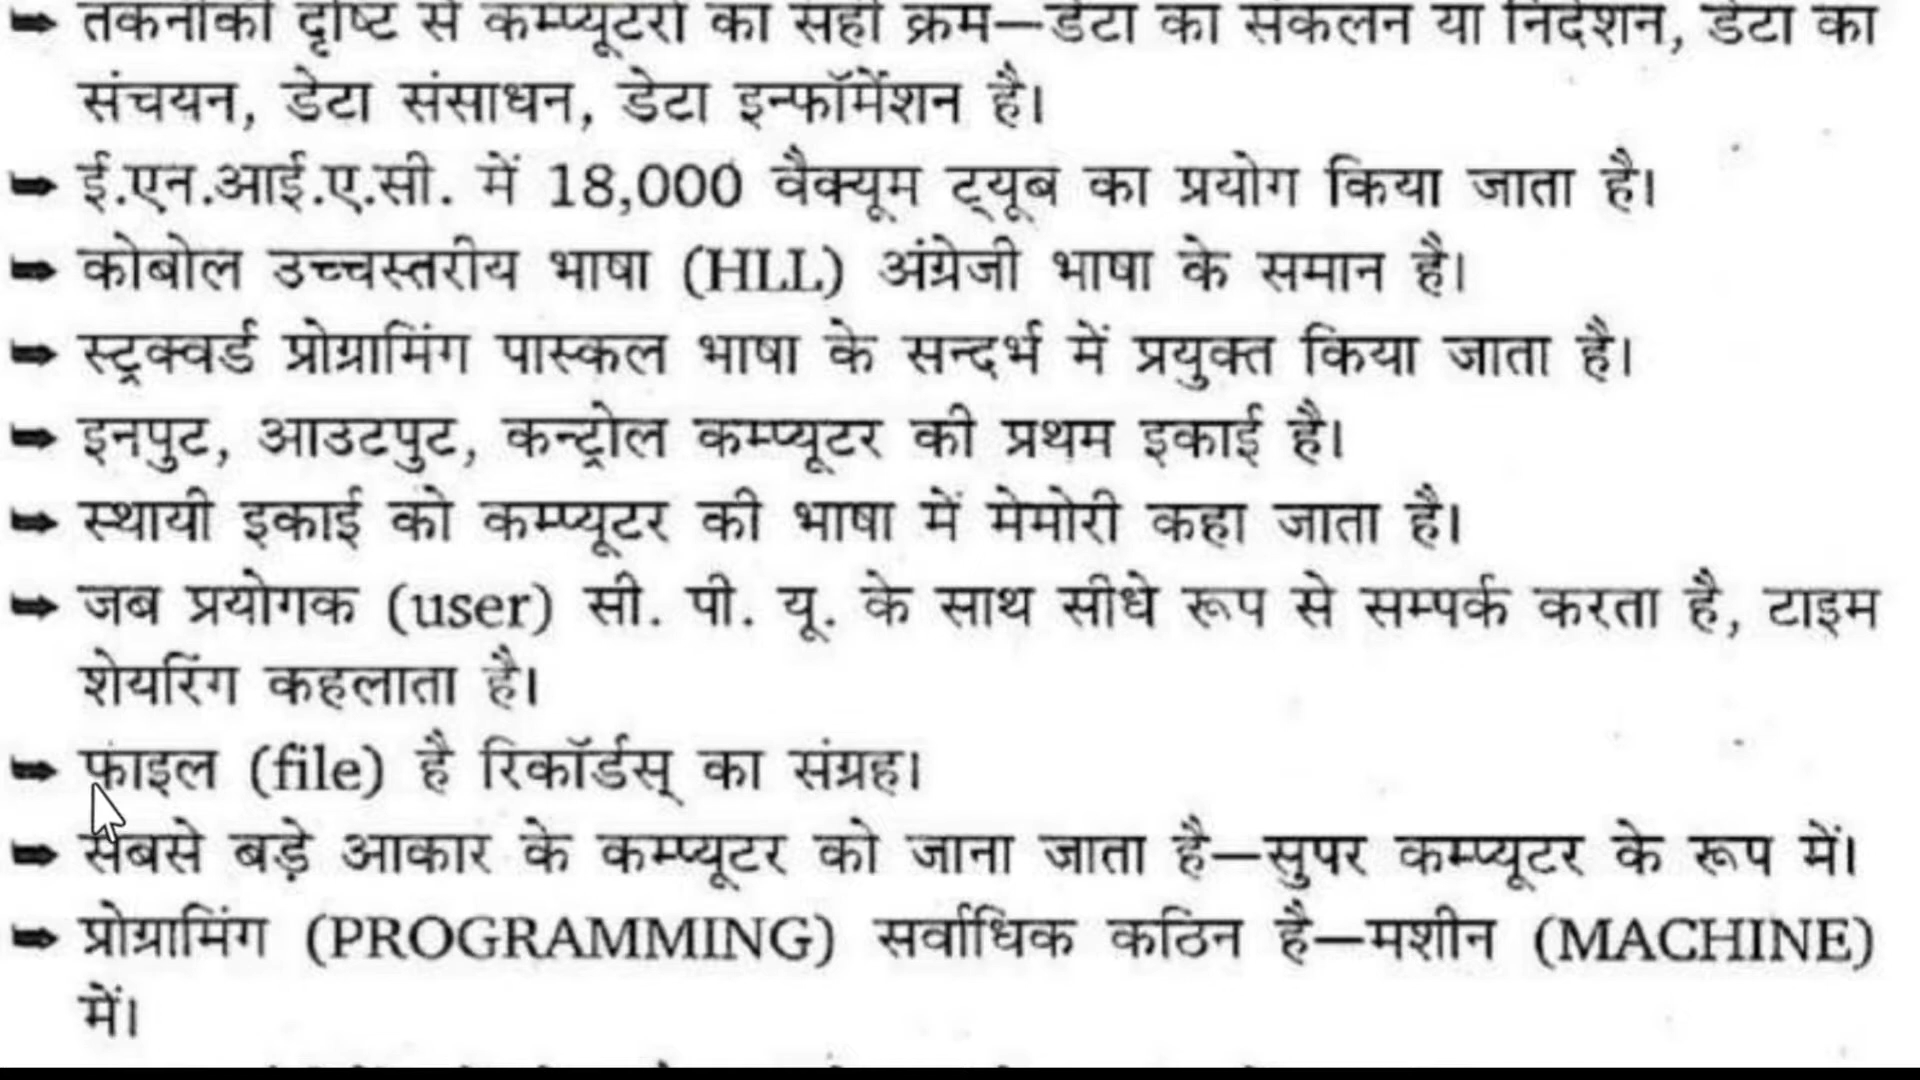 ➥ तकनीकी दृष्टि से कम्प्यूटरों का सही क्रम—डेटा का संकलन या निर्देशन, डेटा का
संचयन, डेटा संसाधन, डेटा इन्फॉर्मेशन है।
➥ ई.एन.आई.ए.सी. में 18,000 वैक्यूम ट्यूब का प्रयोग किया जाता है।
➥ कोबोल उच्चस्तरीय भाषा (HLL) अंग्रेजी भाषा के समान है।
➥ स्ट्रक्वर्ड प्रोग्रामिंग पास्कल भाषा के सन्दर्भ में प्रयुक्त किया जाता है।
➥ इनपुट, आउटपुट, कन्ट्रोल कम्प्यूटर की प्रथम इकाई है।
➥ स्थायी इकाई को कम्प्यूटर की भाषा में मेमोरी कहा जाता है।
➥ जब प्रयोगक (user) सी. पी. यू. के साथ सीधे रूप से सम्पर्क करता है, टाइम
शेयरिंग कहलाता है।
➥ फाइल (file) है रिकॉर्डस् का संग्रह।
➥ सबसे बड़े आकार के कम्प्यूटर को जाना जाता है—सुपर कम्प्यूटर के रूप में।
➥ प्रोग्रामिंग (PROGRAMMING) सर्वाधिक कठिन है—मशीन (MACHINE)
में।